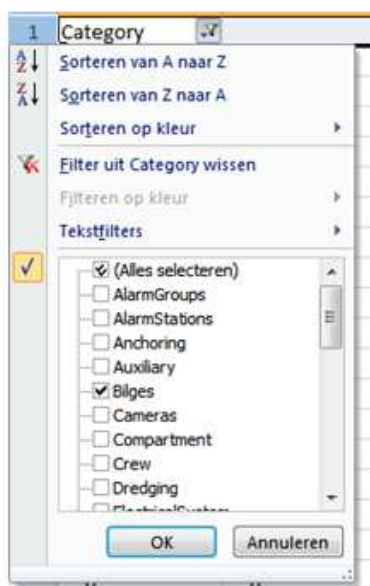 1 Category
Sorteren van A naar Z
Sorteren van Z naar A
Sorteren op kleur
Filter uit Category wissen
Filteren op kleur
Tekstfilters
(Alles selecteren)
AlarmGroups
AlarmStations
Anchoring
Auxiliary
Bilges
Cameras
Compartment
Crew
Dredging
ElectricalSystem
OK Annuleren